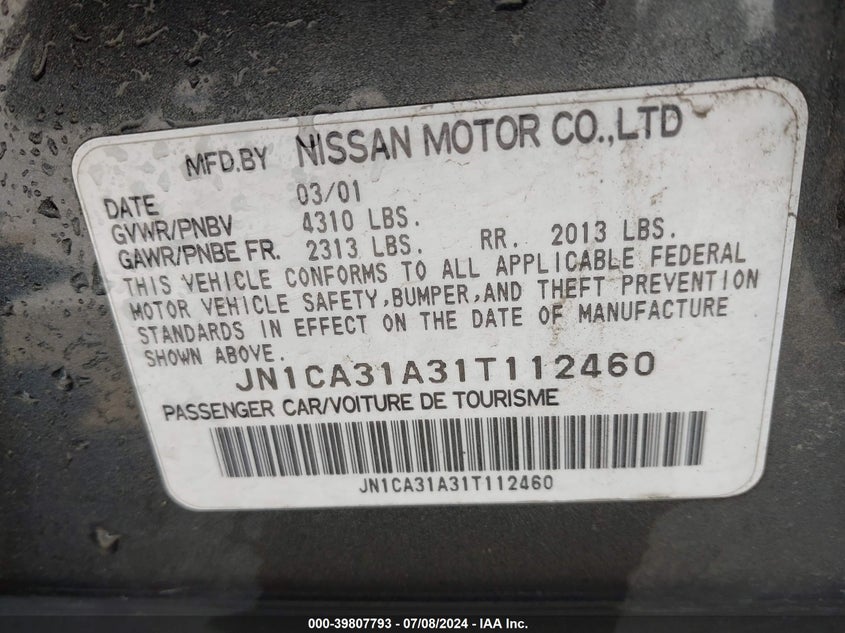 MFD.BY NISSAN MOTOR CO.,LTD
DATE 03/01
GVWR/PNBV 4310 LBS.
GAWR/PNBE FR. 2313 LBS. RR. 2013 LBS.
THIS VEHICLE CONFORMS TO ALL APPLICABLE FEDERAL
MOTOR VEHICLE SAFETY,BUMPER,AND THEFT PREVENTION
STANDARDS IN EFFECT ON THE DATE OF MANUFACTURE
SHOWN ABOVE.
JN1CA31A31T112460
PASSENGER CAR/VOITURE DE TOURISME
JN1CA31A31T112460
000-39807793 - 07/08/2024 - IAA Inc.